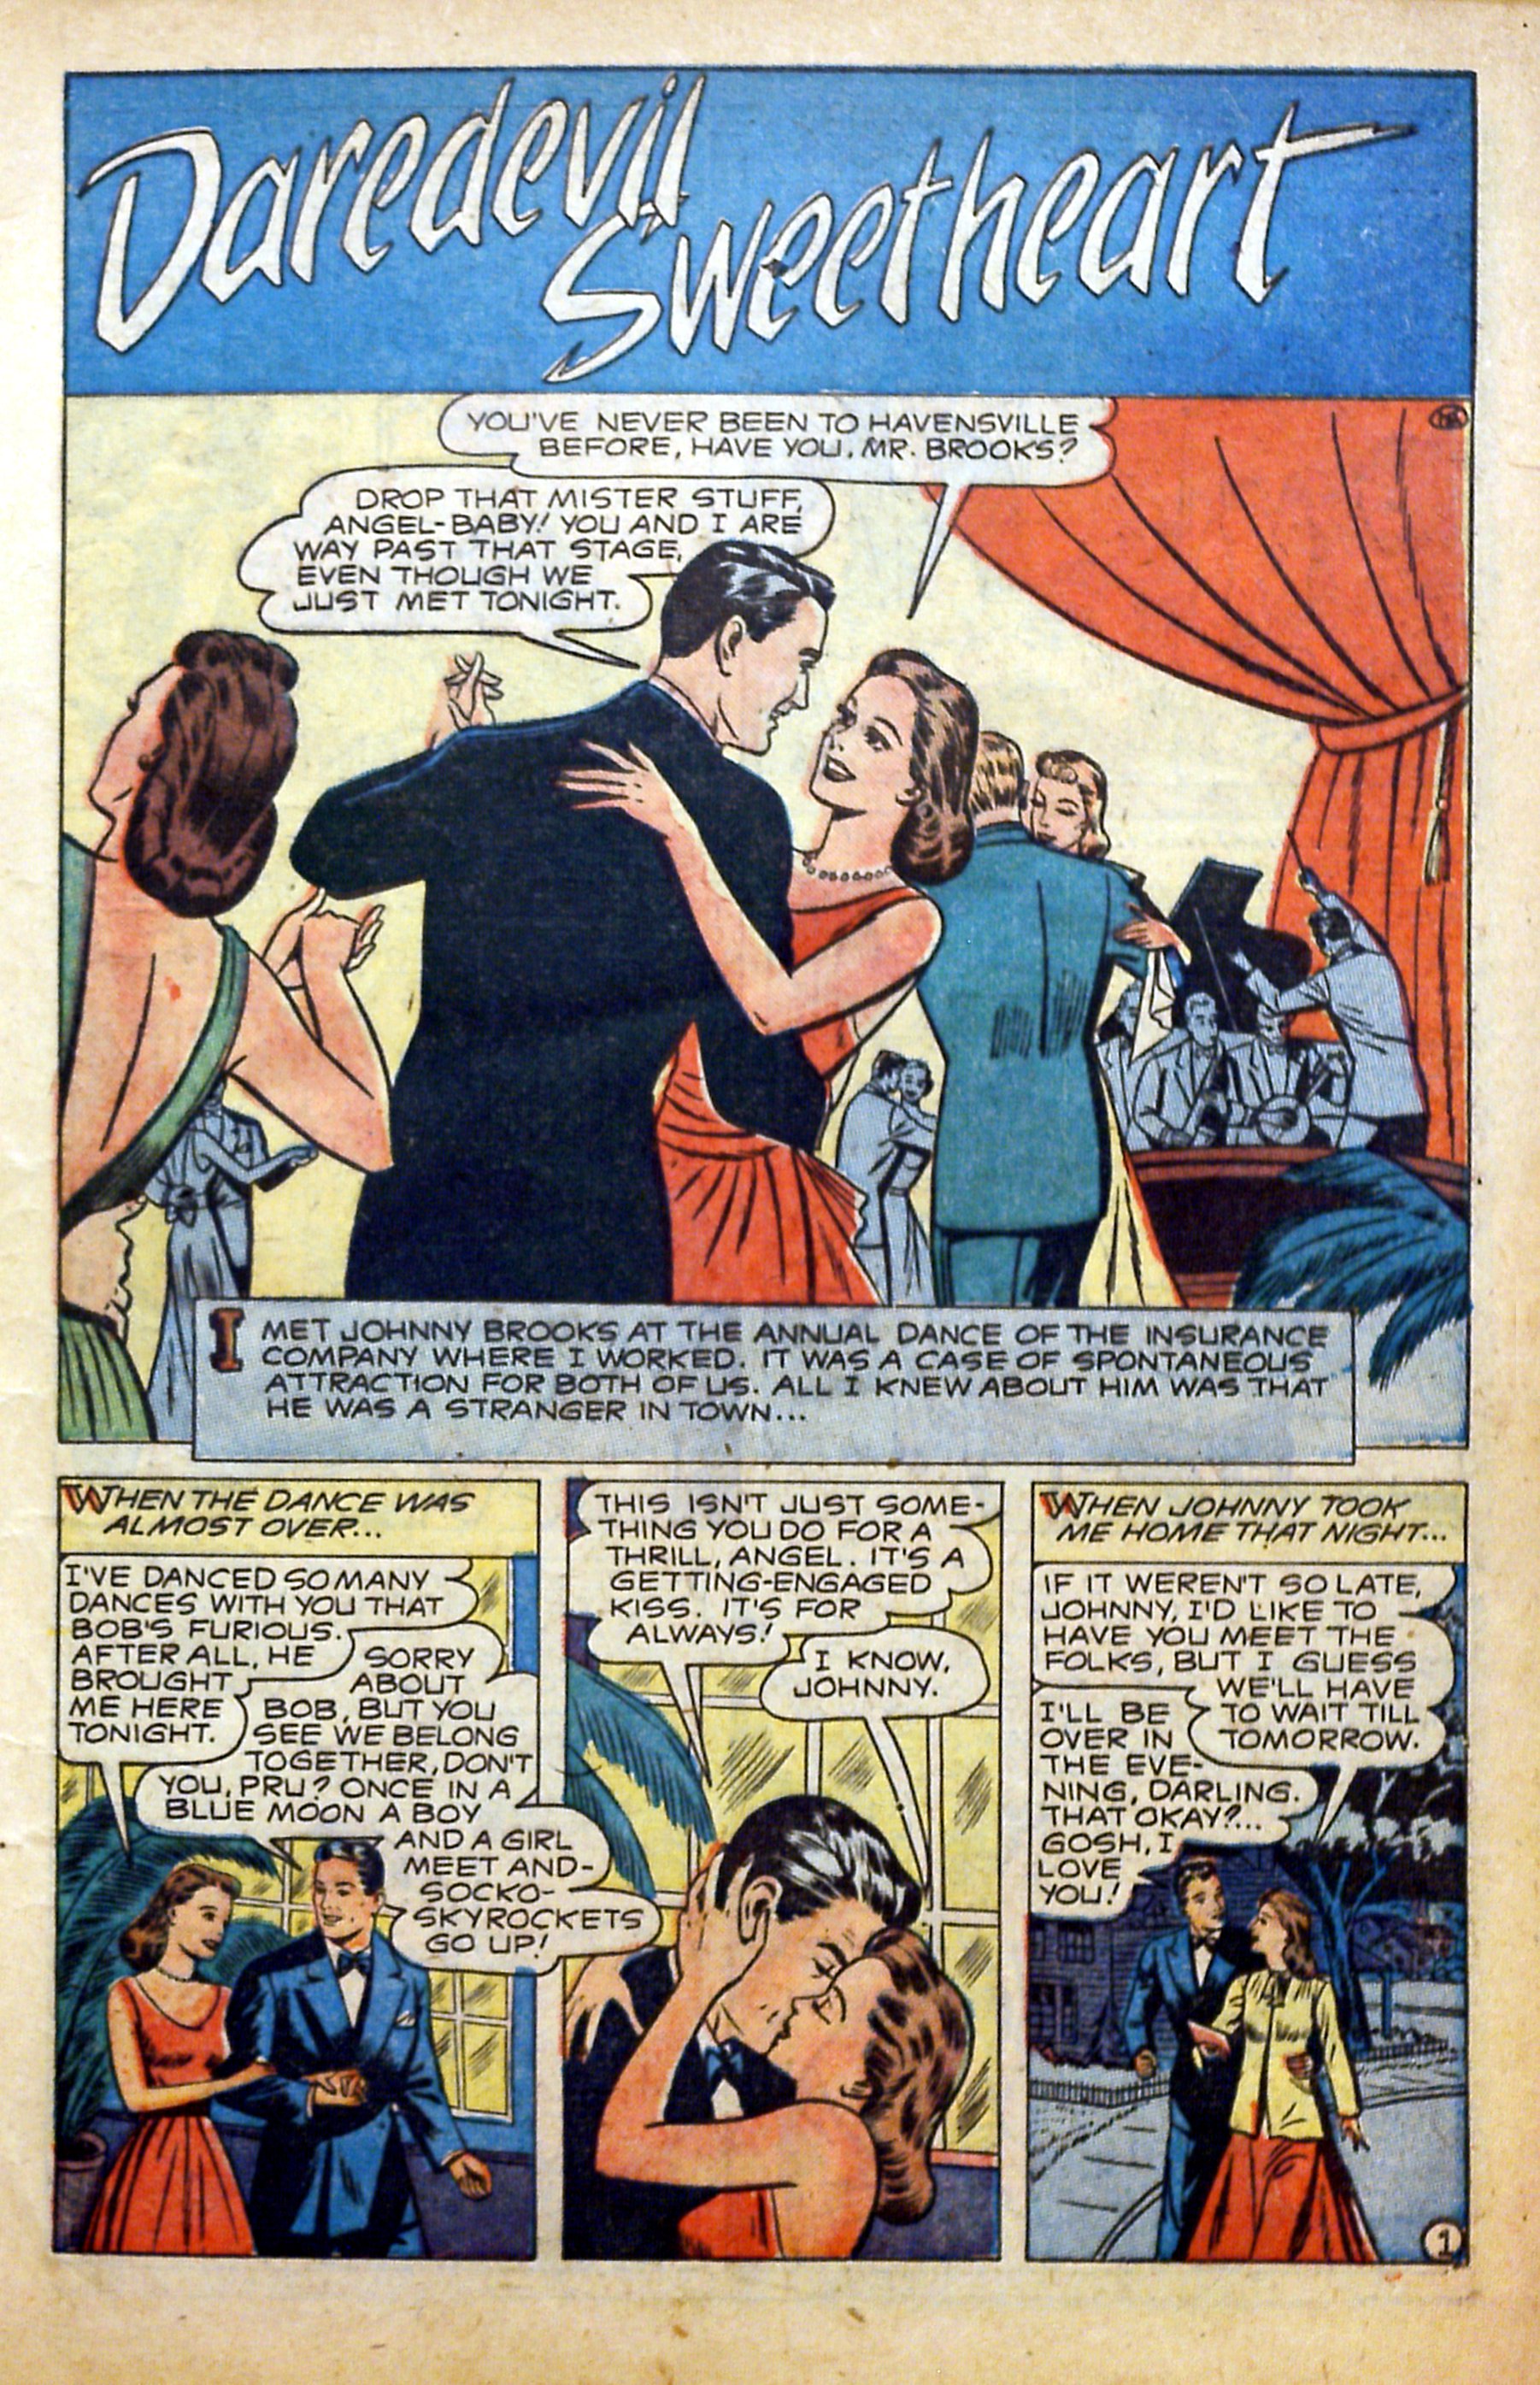 Daredevil
Sweetheart
YOU'VE NEVER BEEN TO HAVENSVILLE
BEFORE, HAVE YOU, MR. BROOKS?
DROP THAT MISTER STUFF,
ANGEL-BABY! YOU AND I ARE
WAY PAST THAT STAGE,
EVEN THOUGH WE
JUST MET TONIGHT.
I MET JOHNNY BROOKS AT THE ANNUAL DANCE OF THE INSURANCE
COMPANY WHERE I WORKED. IT WAS A CASE OF SPONTANEOUS
ATTRACTION FOR BOTH OF US. ALL I KNEW ABOUT HIM WAS THAT
HE WAS A STRANGER IN TOWN...
WHEN THE DANCE WAS
ALMOST OVER...
I'VE DANCED SO MANY
DANCES WITH YOU THAT
BOB'S FURIOUS.
AFTER ALL, HE
BROUGHT
ME HERE
TONIGHT.
SORRY
ABOUT
BOB, BUT YOU
SEE WE BELONG
TOGETHER, DON'T
YOU, PRU? ONCE IN A
BLUE MOON A BOY
AND A GIRL
MEET AND-
SOCKO-
SKYROCKETS
GO UP!
THIS ISN'T JUST SOME-
THING YOU DO FOR A
THRILL, ANGEL. IT'S A
GETTING-ENGAGED
KISS. IT'S FOR
ALWAYS!
I KNOW,
JOHNNY.
WHEN JOHNNY TOOK
ME HOME THAT NIGHT...
IF IT WEREN'T SO LATE,
JOHNNY, I'D LIKE TO
HAVE YOU MEET THE
FOLKS, BUT I GUESS
WE'LL HAVE
TO WAIT TILL
TOMORROW.
I'LL BE
OVER IN
THE EVE-
NING, DARLING.
THAT OKAY?...
GOSH, I
LOVE
YOU!
1